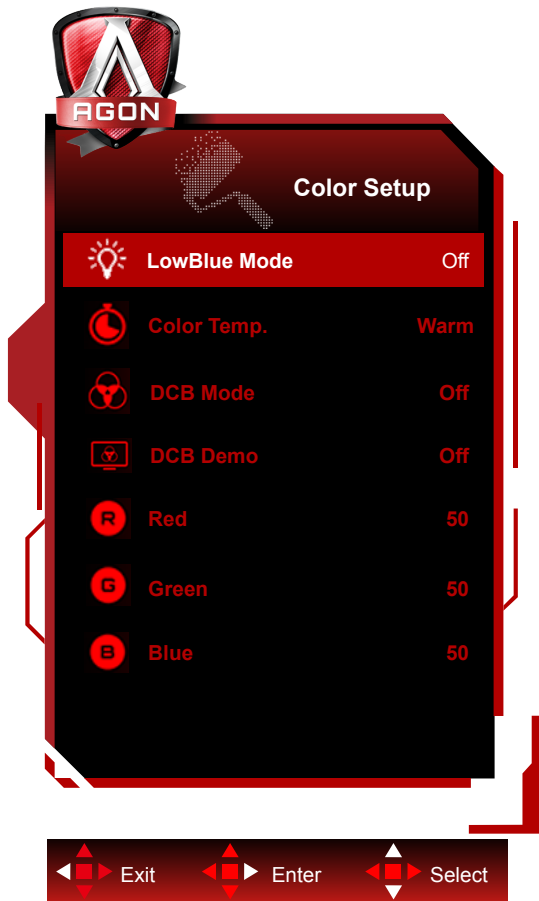 AGON
Color Setup
LowBlue Mode Off
Color Temp. Warm
DCB Mode Off
DCB Demo Off
R Red 50
G Green 50
B Blue 50
Exit Enter Select